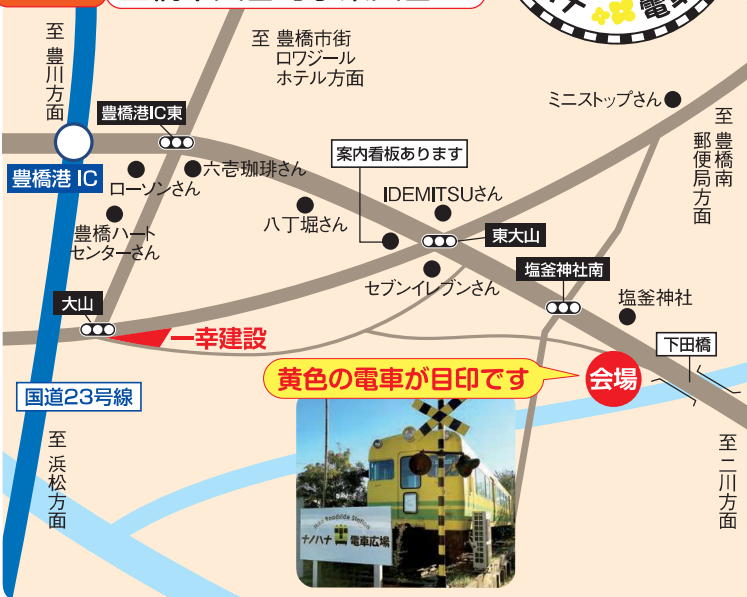 至 豊川方面
至 豊橋市街
ロワジール
ホテル方面
ナノハナ
電車
ミニストップさん
至 豊橋南
郵便局方面
豊橋港IC東
案内看板あります
豊橋港 IC
ローソンさん
六壱珈琲さん
IDEMITSUさん
八丁堀さん
豊橋ハート
センターさん
東大山
セブンイレブンさん
塩釜神社南
塩釜神社
大山
一幸建設
下田橋
黄色の電車が目印です
会場
国道23号線
至 浜松方面
至 二川方面
Roadside Station
ナノハナ 電車広場